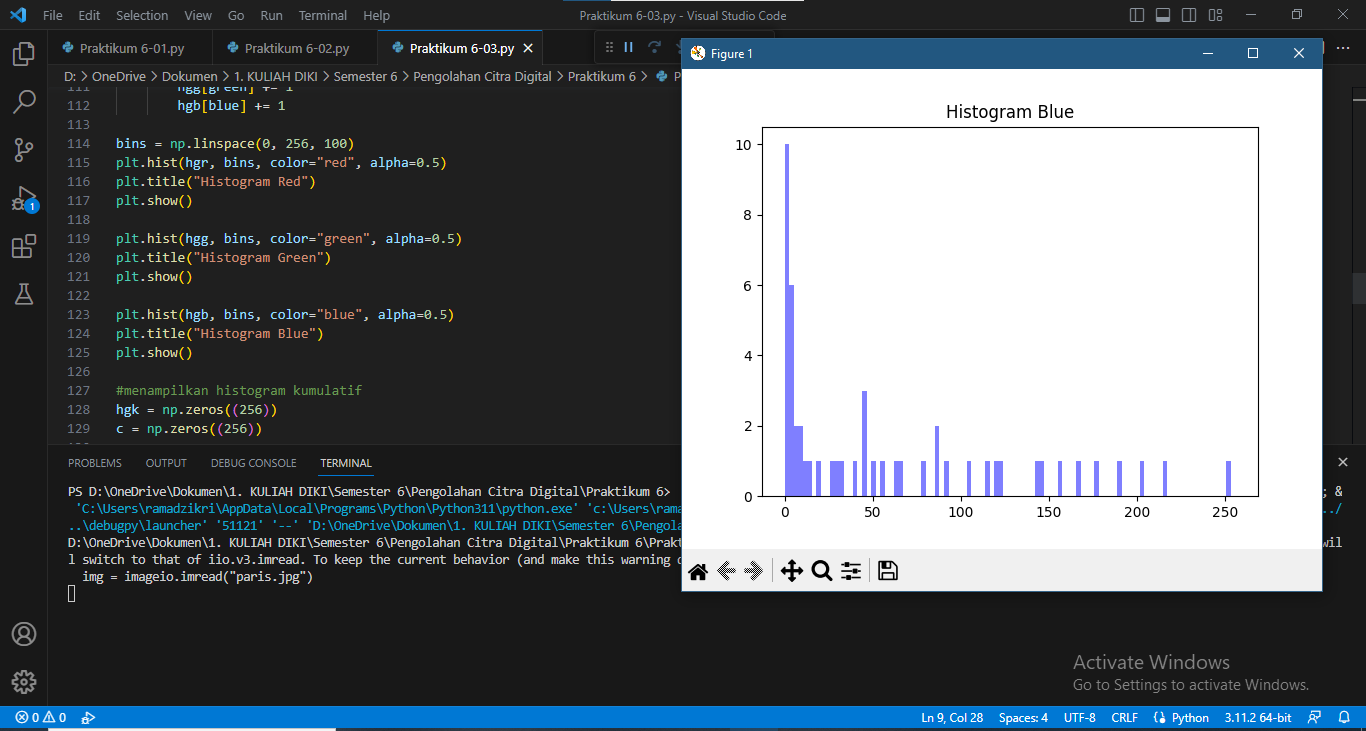 File Edit Selection View Go Run Terminal Help
Praktikum 6-03.py - Visual Studio Code
Praktikum 6-01.py
Praktikum 6-02.py
Praktikum 6-03.py
D: > OneDrive > Dokumen > 1. KULIAH DIKI > Semester 6 > Pengolahan Citra Digital > Praktikum 6 >
111 hgg[green] += 1
112 hgb[blue] += 1
113
114 bins = np.linspace(0, 256, 100)
115 plt.hist(hgr, bins, color="red", alpha=0.5)
116 plt.title("Histogram Red")
117 plt.show()
118
119 plt.hist(hgg, bins, color="green", alpha=0.5)
120 plt.title("Histogram Green")
121 plt.show()
122
123 plt.hist(hgb, bins, color="blue", alpha=0.5)
124 plt.title("Histogram Blue")
125 plt.show()
126
127 #menampilkan histogram kumulatif
128 hgk = np.zeros((256))
129 c = np.zeros((256))
1
Figure 1
Histogram Blue
10
8
6
4
2
0
0 50 100 150 200 250
PROBLEMS OUTPUT DEBUG CONSOLE TERMINAL
PS D:\OneDrive\Dokumen\1. KULIAH DIKI\Semester 6\Pengolahan Citra Digital\Praktikum 6> ; &
'C:\Users\ramadzikri\AppData\Local\Programs\Python\Python311\python.exe' 'c:\Users\rama ../
..\debugpy\launcher' '51121' '--' 'D:\OneDrive\Dokumen\1. KULIAH DIKI\Semester 6\Pengola
D:\OneDrive\Dokumen\1. KULIAH DIKI\Semester 6\Pengolahan Citra Digital\Praktikum 6\Prakt wil
l switch to that of iio.v3.imread. To keep the current behavior (and make this warning
img = imageio.imread("paris.jpg")
Activate Windows
Go to Settings to activate Windows.
0 0
Ln 9, Col 28 Spaces: 4 UTF-8 CRLF Python 3.11.2 64-bit